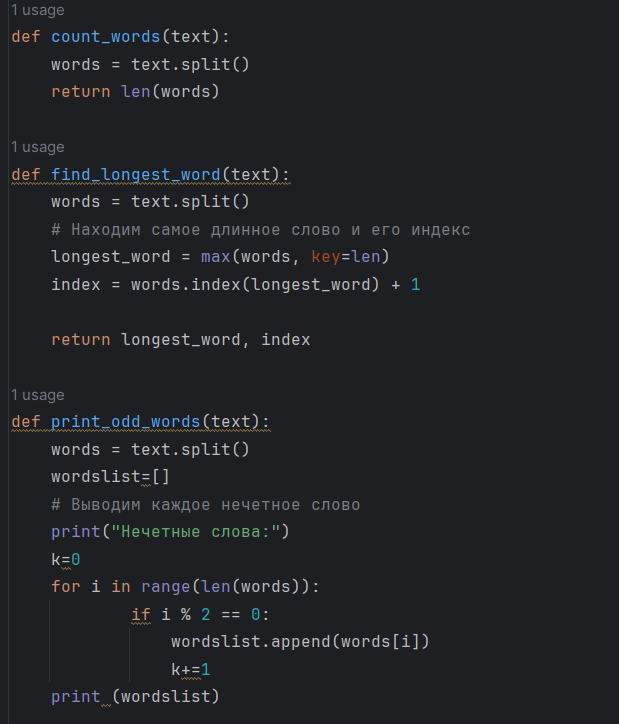 1 usage
def count_words(text):
    words = text.split()
    return len(words)
1 usage
def find_longest_word(text):
    words = text.split()
    # Находим самое длинное слово и его индекс
    longest_word = max(words, key=len)
    index = words.index(longest_word) + 1
    return longest_word, index
1 usage
def print_odd_words(text):
    words = text.split()
    wordslist=[]
    # Выводим каждое нечетное слово
    print("Нечетные слова:")
    k=0
    for i in range(len(words)):
            if i % 2 == 0:
                wordslist.append(words[i])
                k+=1
    print (wordslist)